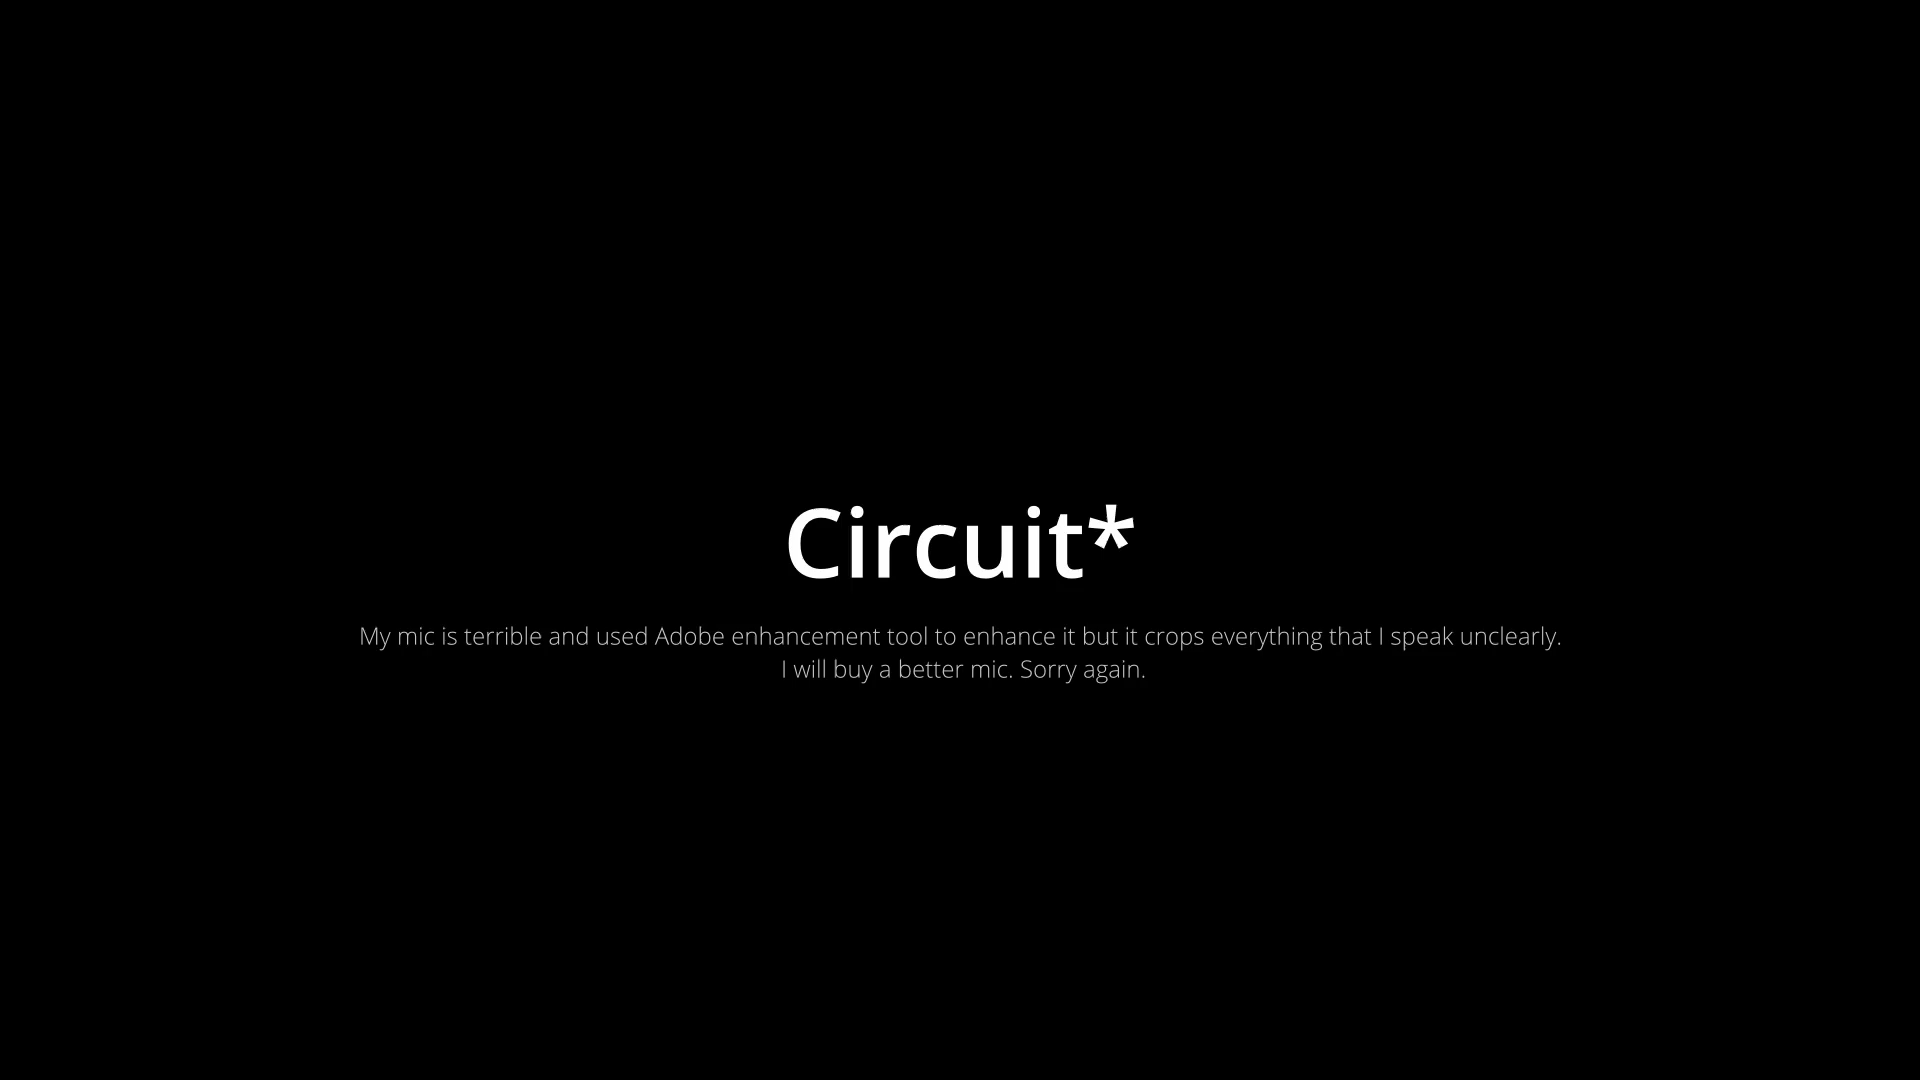 Circuit*
My mic is terrible and used Adobe enhancement tool to enhance it but it crops everything that I speak unclearly.
I will buy a better mic. Sorry again.